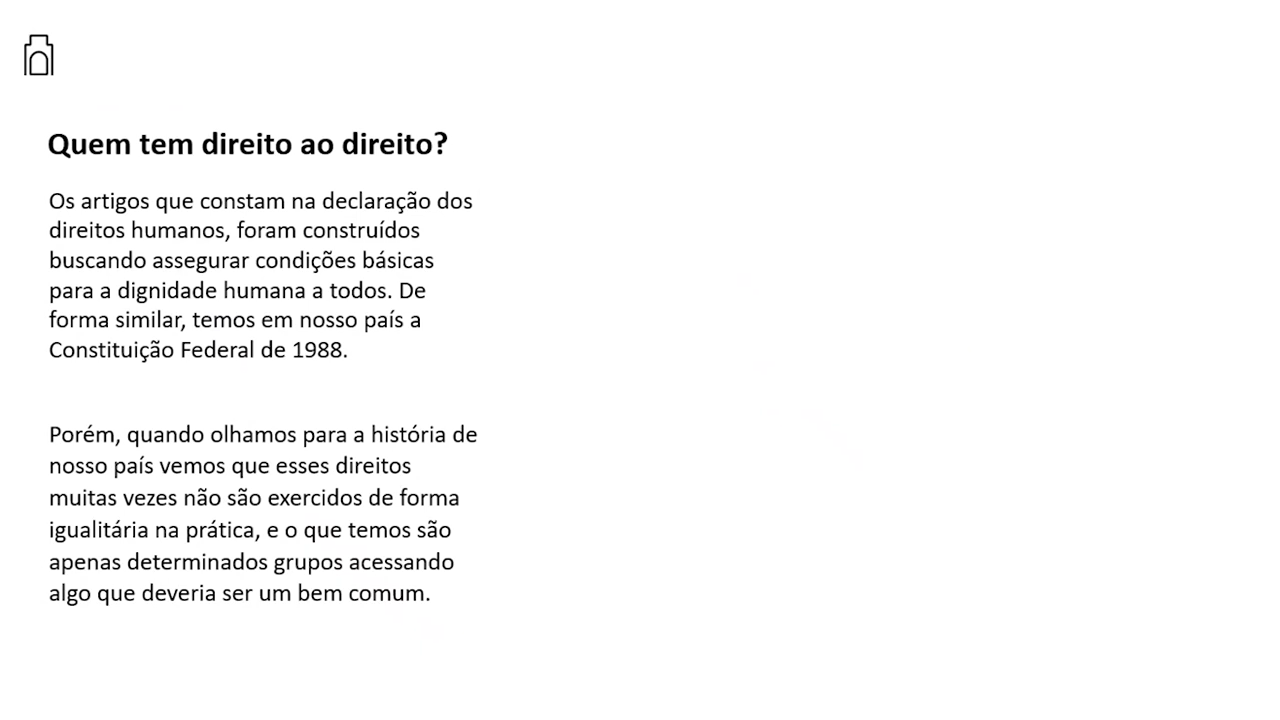 Quem tem direito ao direito?
Os artigos que constam na declaração dos
direitos humanos, foram construídos
buscando assegurar condições básicas
para a dignidade humana a todos. De
forma similar, temos em nosso país a
Constituição Federal de 1988.
Porém, quando olhamos para a história de
nosso país vemos que esses direitos
muitas vezes não são exercidos de forma
igualitária na prática, e o que temos são
apenas determinados grupos acessando
algo que deveria ser um bem comum.